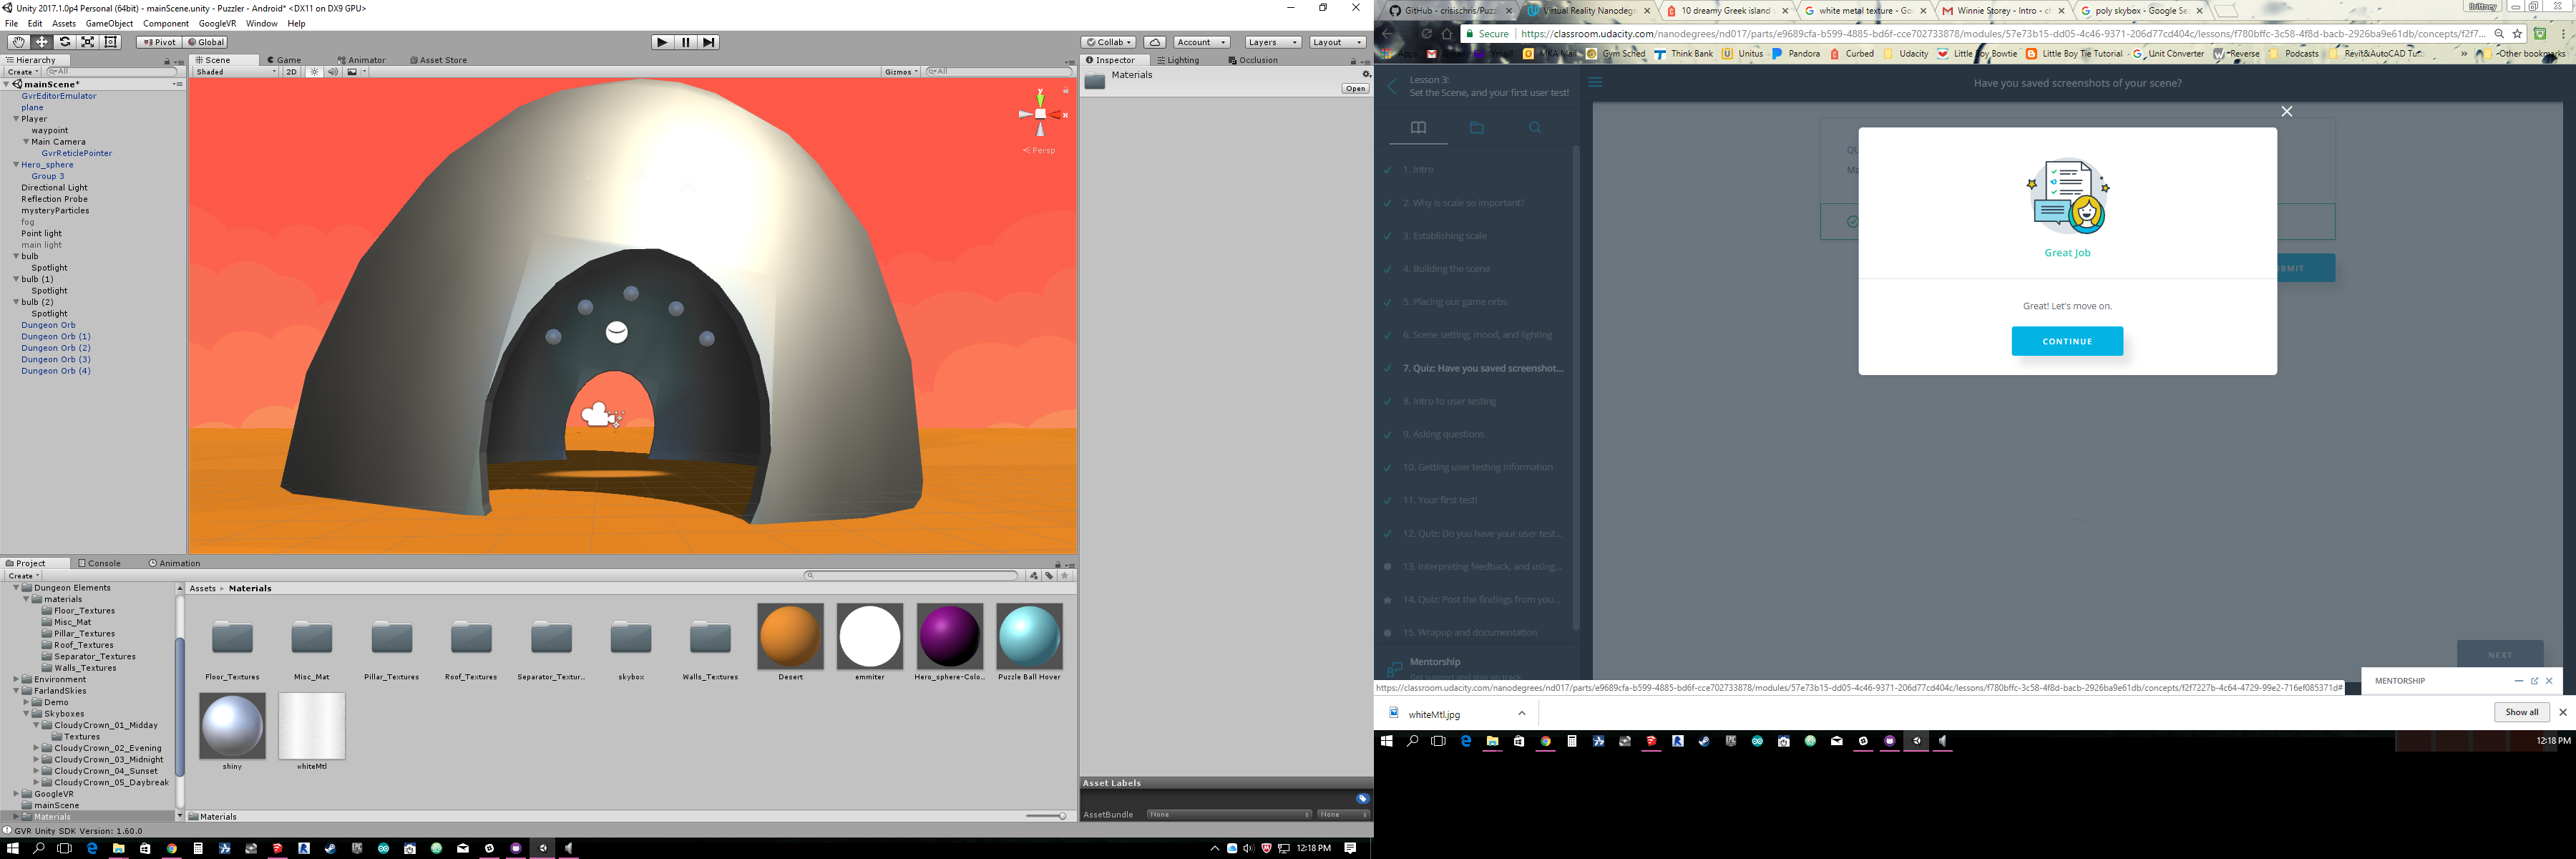 Unity 2017.1.0p4 Personal (64bit) - mainScene.unity - Puzzler - Android* <DX11 on DX9 GPU>
File Edit Assets GameObject Component GoogleVR Window Help
Pivot Global
Collab Account Layers Layout
Hierarchy
Create All
mainScene*
GvrEditorEmulator
plane
Player
waypoint
Main Camera
GvrReticlePointer
Hero_sphere
Group 3
Directional Light
Reflection Probe
mysteryParticles
fog
Point light
main light
bulb
Spotlight
bulb (1)
Spotlight
bulb (2)
Spotlight
Dungeon Orb
Dungeon Orb (1)
Dungeon Orb (2)
Dungeon Orb (3)
Dungeon Orb (4)
Scene Game Animator Asset Store
Shaded 2D Gizmos All
y
x
Persp
Inspector Lighting Occlusion
Materials
Open
Asset Labels
AssetBundle None None
Project Console Animation
Create
Dungeon Elements
materials
Floor_Textures
Misc_Mat
Pillar_Textures
Roof_Textures
Separator_Textures
Walls_Textures
Environment
FarlandSkies
Demo
Skyboxes
CloudyCrown_01_Midday
Textures
CloudyCrown_02_Evening
CloudyCrown_03_Midnight
CloudyCrown_04_Sunset
CloudyCrown_05_Daybreak
GoogleVR
mainScene
Materials
Assets Materials
Floor_Textures Misc_Mat Pillar_Textures Roof_Textures Separator_Textur... skybox Walls_Textures Desert emmiter Hero_sphere-Colo... Puzzle Ball Hover
shiny whiteMtl
Materials
GVR Unity SDK Version: 1.60.0
12:18 PM
GitHub - crisischris/Puzz Virtual Reality Nanodeg 10 dreamy Greek island white metal texture - Go Winnie Storey - Intro - c poly skybox - Google Se Brittney
Secure https://classroom.udacity.com/nanodegrees/nd017/parts/e9689cfa-b599-4885-bd6f-cce702733878/modules/57e73b15-dd05-4c46-9371-206d77cd404c/lessons/f780bffc-3c58-4f8d-bacb-2926ba9e61db/concepts/f2f7...
Apps MKA Mail Gym Sched Think Bank Unitus Pandora Curbed Udacity Little Boy Bowtie Little Boy Tie Tutorial Unit Converter Reverse Podcasts Revit&AutoCAD Tut Other bookmarks
Lesson 3:
Set the Scene, and your first user test!
Have you saved screenshots of your scene?
1. Intro
2. Why is scale so important?
3. Establishing scale
4. Building the scene
5. Placing our game orbs
6. Scene setting, mood, and lighting
7. Quiz: Have you saved screenshot...
8. Intro to user testing
9. Asking questions
10. Getting user testing information
11. Your first test!
12. Quiz: Do you have your user test...
13. Interpreting feedback, and using...
14. Quiz: Post the findings from you...
15. Wrapup and documentation
Mentorship
Get support and stay on track
Great Job
Great! Let's move on.
CONTINUE
NEXT
MENTORSHIP
https://classroom.udacity.com/nanodegrees/nd017/parts/e9689cfa-b599-4885-bd6f-cce702733878/modules/57e73b15-dd05-4c46-9371-206d77cd404c/lessons/f780bffc-3c58-4f8d-bacb-2926ba9e61db/concepts/f2f7227b-4c64-4729-99e2-716ef085371d#
whiteMtl.jpg
Show all
12:18 PM